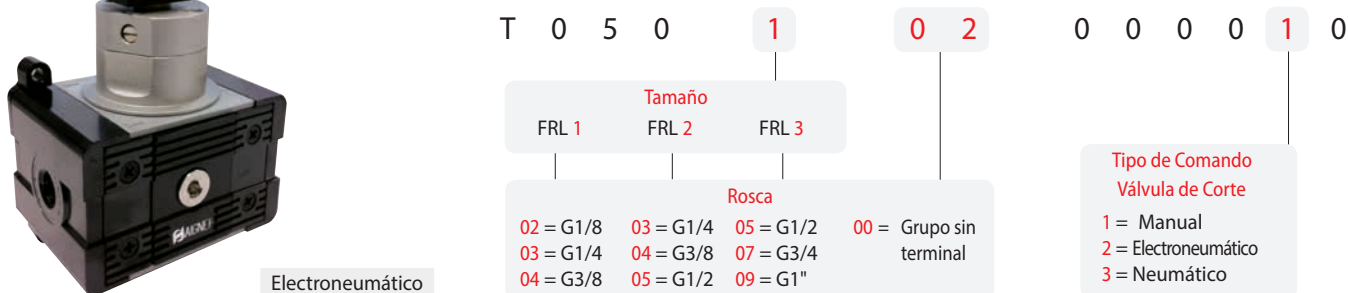 T 0 5 0 1 0 2 0 0 0 0 1 0
Tamaño
FRL 1 FRL 2 FRL 3
Rosca
02 = G1/8 03 = G1/4 05 = G1/2 00 = Grupo sin
03 = G1/4 04 = G3/8 07 = G3/4 terminal
04 = G3/8 05 = G1/2 09 = G1"
Tipo de Comando
Válvula de Corte
1 = Manual
2 = Electroneumático
3 = Neumático
Electroneumático